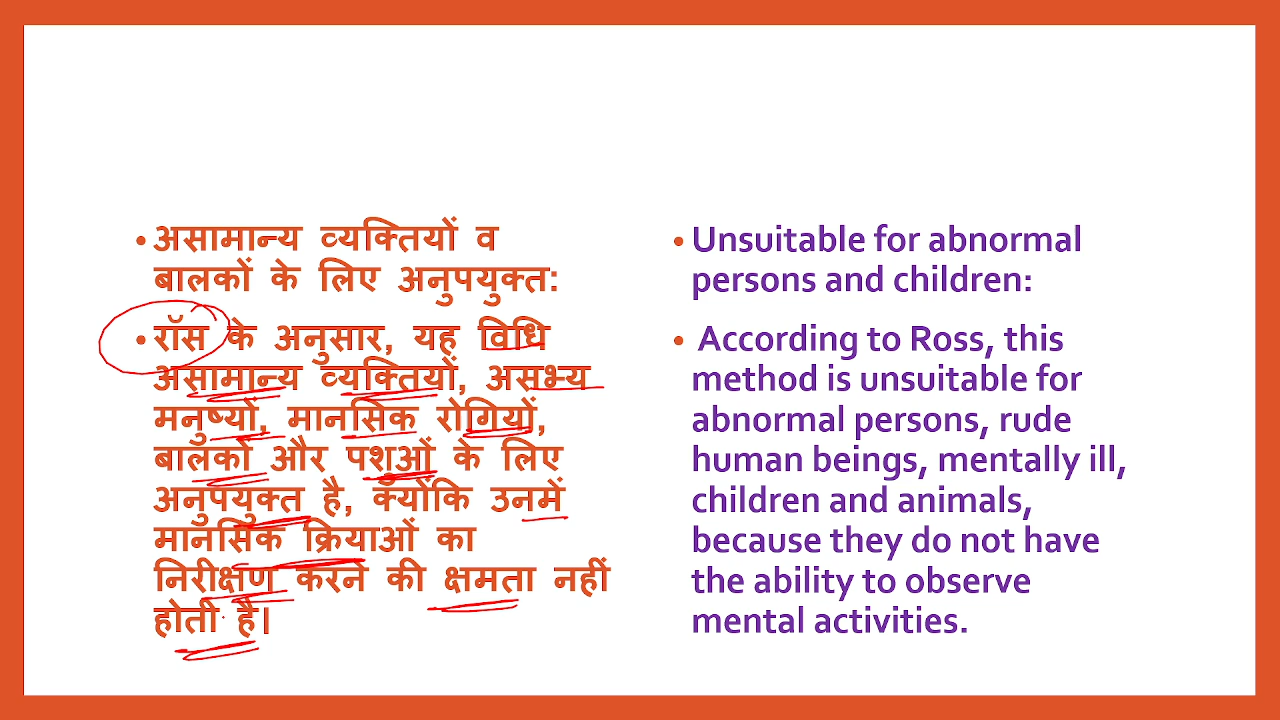 • असामान्य व्यक्तियों व
बालकों के लिए अनुपयुक्त:
• रॉस के अनुसार, यह विधि
असामान्य व्यक्तियों, असभ्य
मनुष्यों, मानसिक रोगियों,
बालकों और पशुओं के लिए
अनुपयुक्त है, क्योंकि उनमें
मानसिक क्रियाओं का
निरीक्षण करने की क्षमता नहीं
होती है।
• Unsuitable for abnormal
persons and children:
• According to Ross, this
method is unsuitable for
abnormal persons, rude
human beings, mentally ill,
children and animals,
because they do not have
the ability to observe
mental activities.